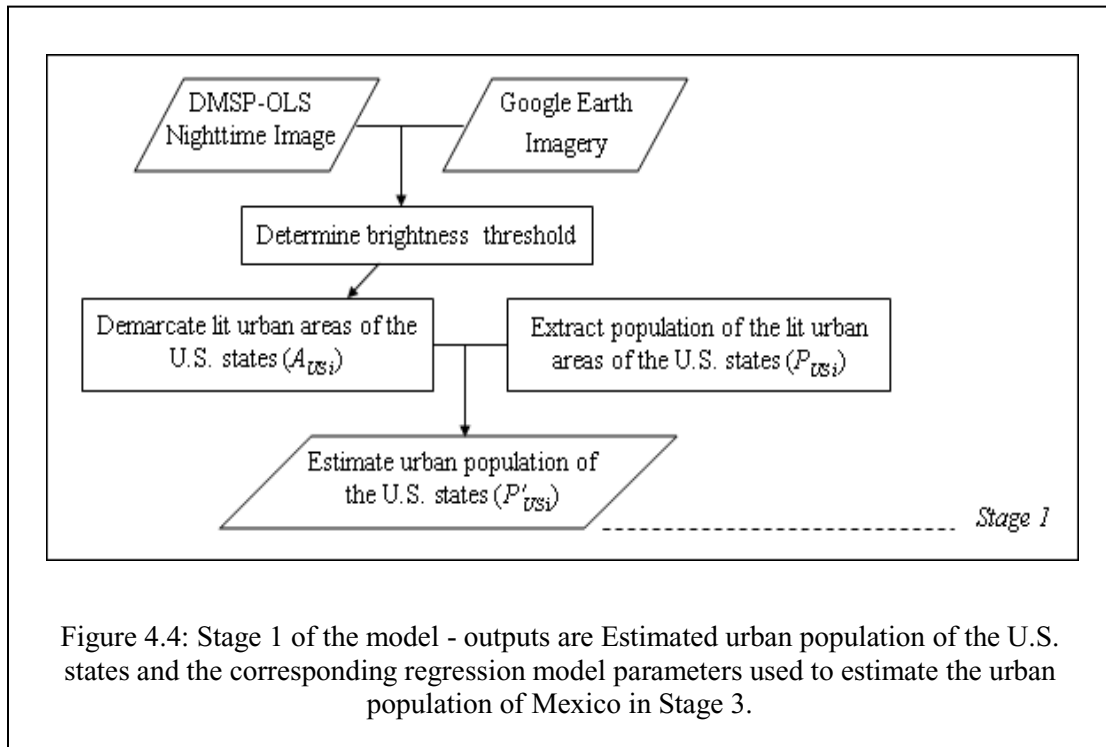 DMSP-OLS
Nighttime Image
Google Earth
Imagery
Determine brightness threshold
Demarcate lit urban areas of the
U.S. states (A_USi)
Extract population of the lit urban
areas of the U.S. states (P_USi)
Estimate urban population of
the U.S. states (P'_USi)
Stage 1
Figure 4.4: Stage 1 of the model - outputs are Estimated urban population of the U.S.
states and the corresponding regression model parameters used to estimate the urban
population of Mexico in Stage 3.